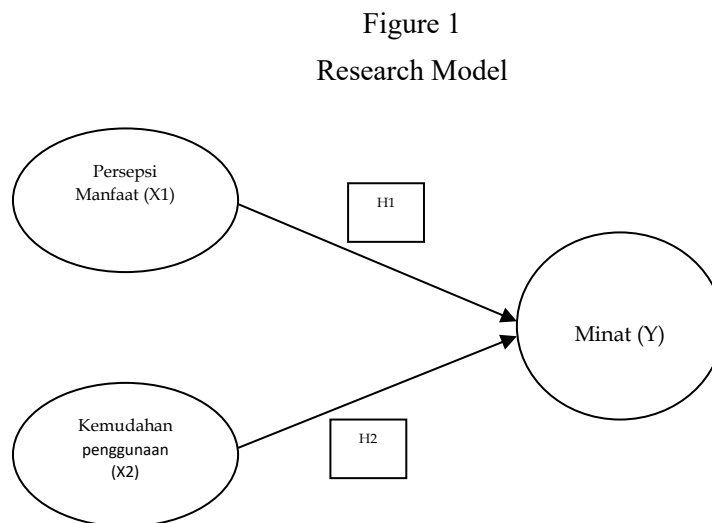 Figure 1
Research Model
Persepsi
Manfaat (X1)
H1
Minat (Y)
Kemudahan
penggunaan
(X2)
H2